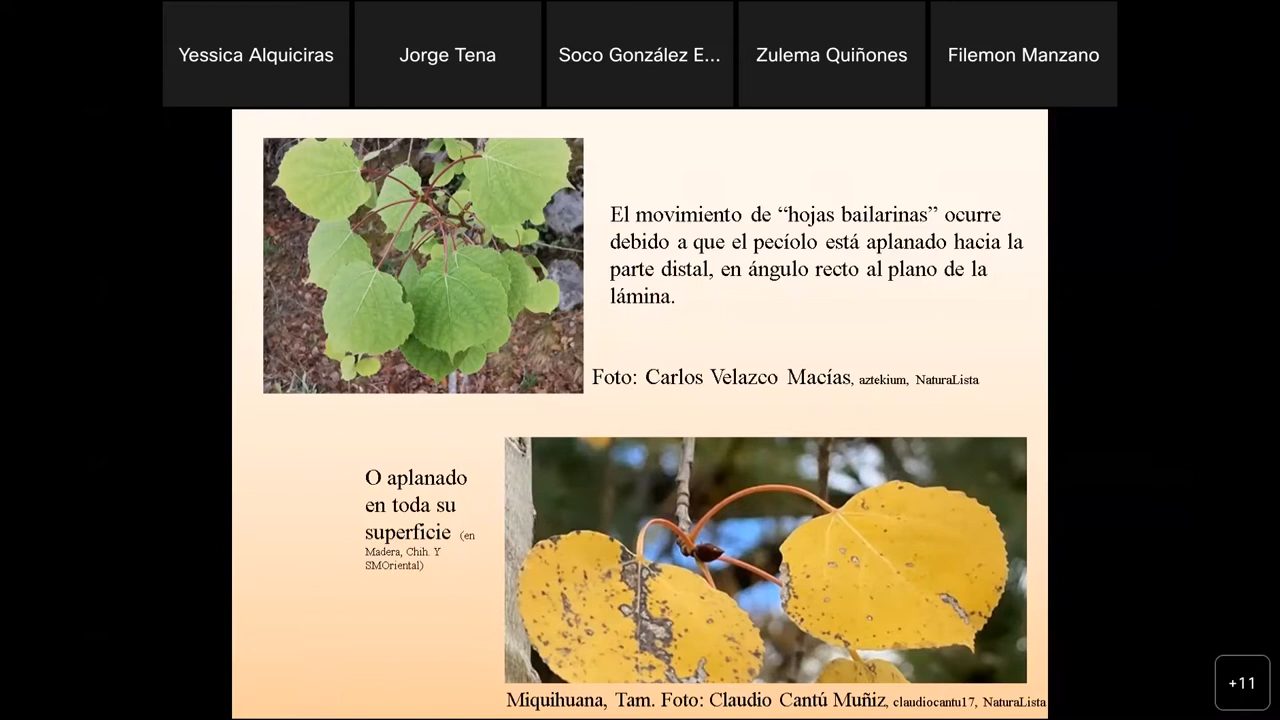 Yessica Alquiciras
Jorge Tena
Soco González E...
Zulema Quiñones
Filemon Manzano
El movimiento de “hojas bailarinas” ocurre
debido a que el pecíolo está aplanado hacia la
parte distal, en ángulo recto al plano de la
lámina.
Foto: Carlos Velazco Macías, aztekium, NaturaLista
O aplanado
en toda su
superficie (en
Madera, Chih. Y
SMOriental)
Miquihuana, Tam. Foto: Claudio Cantú Muñiz, claudiocantu17, NaturaLista
+11